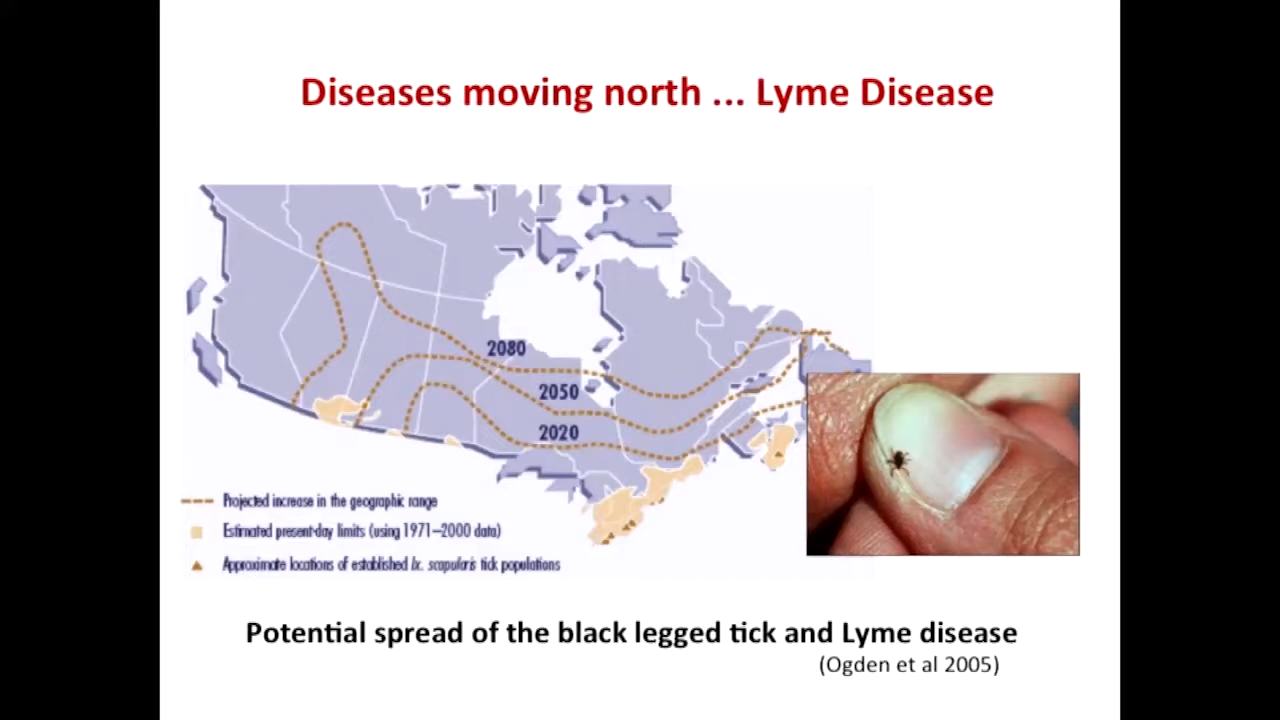 Diseases moving north ... Lyme Disease
2080
2050
2020
Projected increase in the geographic range
Estimated present-day limits (using 1971–2000 data)
Approximate locations of established Ix. scapularis tick populations
Potential spread of the black legged tick and Lyme disease
(Ogden et al 2005)